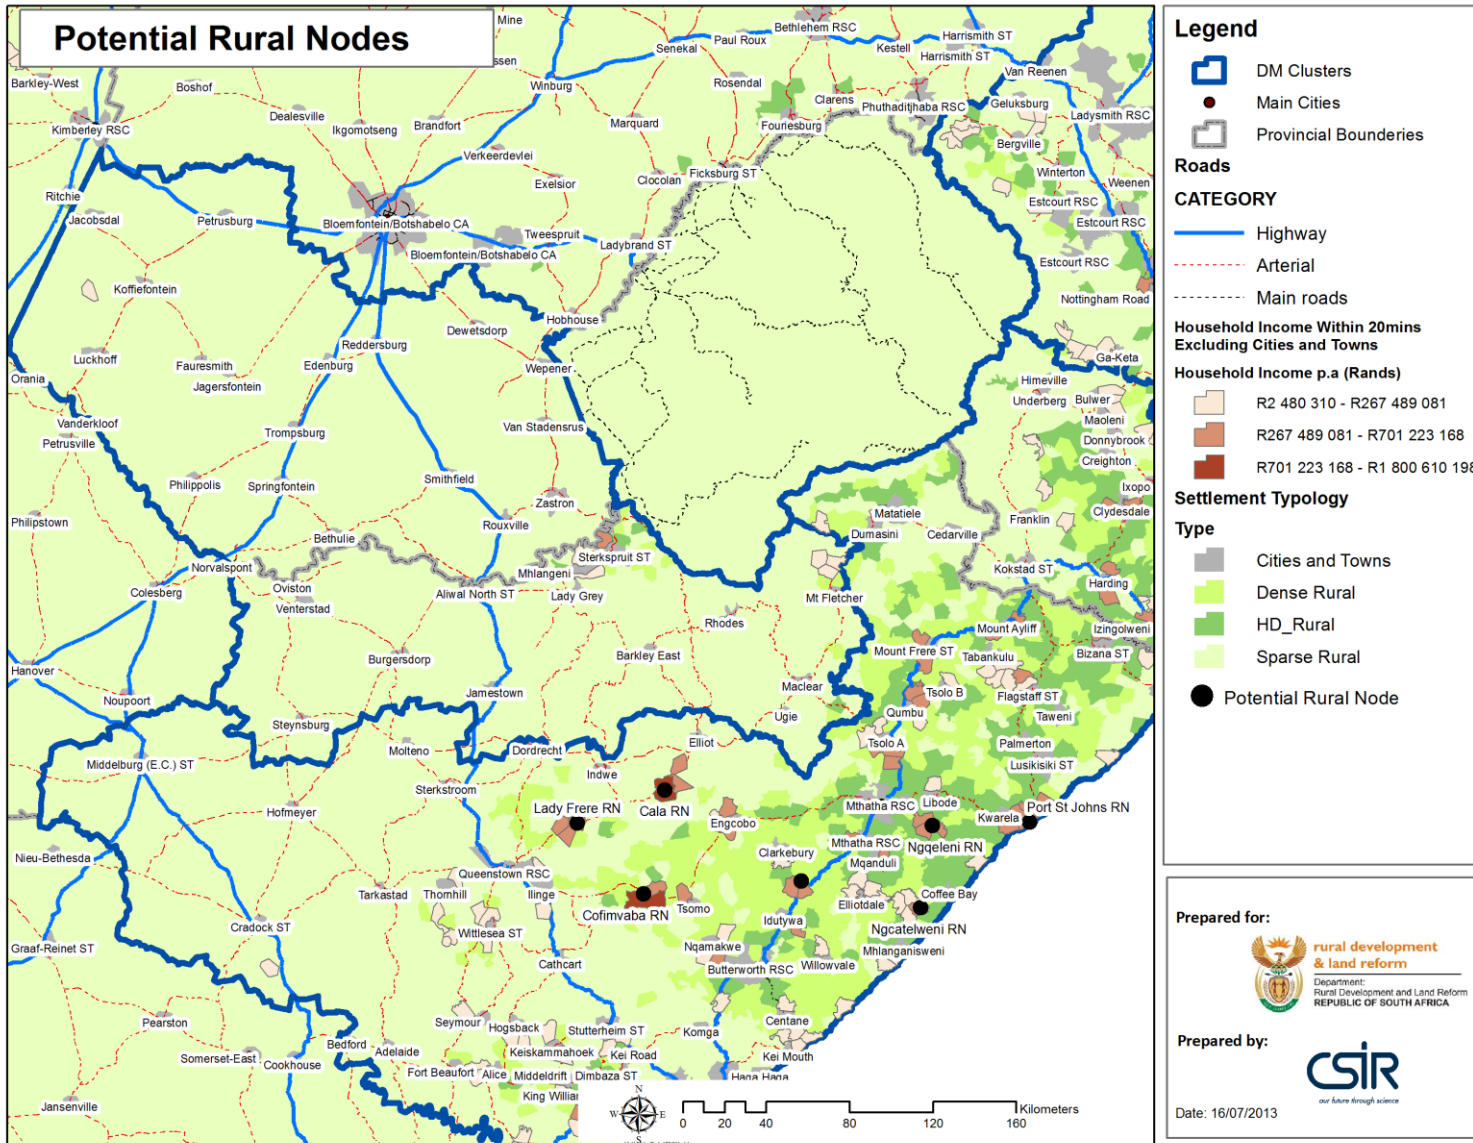 Potential Rural Nodes
Mine
Bethlehem RSC
Paul Roux
Senekal
Kestell
Harrismith ST
Harrismith ST
Van Reenen
Barkley-West
Boshof
Winburg
Rosendal
Clarens
Phuthaditjhaba RSC
Geluksburg
Ladysmith RSC
Kimberley RSC
Dealesville
Ikgomotseng
Brandfort
Marquard
Fouriesburg
Bergville
Verkeerdevlei
Winterton
Weenen
Ritchie
Exelsior
Clocolan
Ficksburg ST
Estcourt RSC
Jacobsdal
Petrusburg
Bloemfontein/Botshabelo CA
Tweespruit
Ladybrand ST
Estcourt RSC
Bloemfontein/Botshabelo CA
Estcourt RSC
Koffiefontein
Nottingham Road
Hobhouse
Dewetsdorp
Reddersburg
Luckhoff
Fauresmith
Edenburg
Wepener
Ga-Keta
Orania
Jagersfontein
Himeville
Underberg
Bulwer
Maoleni
Vanderkloof
Petrusville
Trompsburg
Van Stadensrus
Donnybrook
Creighton
Philippolis
Springfontein
Smithfield
Ixopo
Zastron
Clydesdale
Philipstown
Rouxville
Matatiele
Franklin
Bethulie
Dumasini
Cedarville
Norvalspont
Sterkspruit ST
Kokstad ST
Mhlangeni
Harding
Colesberg
Oviston
Venterstad
Aliwal North ST
Lady Grey
Mt Fletcher
Rhodes
Mount Ayliff
Izingolweni
Hanover
Burgersdorp
Barkley East
Mount Frere ST
Tabankulu
Bizana ST
Noupoort
Jamestown
Maclear
Tsolo B
Flagstaff ST
Steynsburg
Ugie
Qumbu
Taweni
Molteno
Dordrecht
Elliot
Tsolo A
Palmerton
Middelburg (E.C.) ST
Indwe
Lusikisiki ST
Sterkstroom
Hofmeyer
Lady Frere RN
Cala RN
Mthatha RSC
Libode
Port St Johns RN
Engcobo
Kwarela
Nieu-Bethesda
Clarkebury
Mthatha RSC
Ngqeleni RN
Mqanduli
Queenstown RSC
Tarkastad
Thornhill
Ilinge
Elliotdale
Coffee Bay
Cofimvaba RN
Tsomo
Cradock ST
Wittlesea ST
Idutywa
Ngcatelweni RN
Graaf-Reinet ST
Nqamakwe
Mhlanganisweni
Cathcart
Butterworth RSC
Willowvale
Pearston
Seymour
Hogsback
Stutterheim ST
Komga
Centane
Somerset-East
Bedford
Adelaide
Keiskammahoek
Kei Road
Kei Mouth
Cookhouse
Fort Beaufort
Alice
Middeldrift
Dimbaza ST
Haga Haga
Jansenville
King William
N
W
E
S
Kilometers
0 20 40 80 120 160
Legend
DM Clusters
Main Cities
Provincial Bounderies
Roads
CATEGORY
Highway
Arterial
Main roads
Household Income Within 20mins
Excluding Cities and Towns
Household Income p.a (Rands)
R2 480 310 - R267 489 081
R267 489 081 - R701 223 168
R701 223 168 - R1 800 610 198
Settlement Typology
Type
Cities and Towns
Dense Rural
HD_Rural
Sparse Rural
Potential Rural Node
Prepared for:
rural development
& land reform
Department:
Rural Development and Land Reform
REPUBLIC OF SOUTH AFRICA
Prepared by:
CSIR
our future through science
Date: 16/07/2013